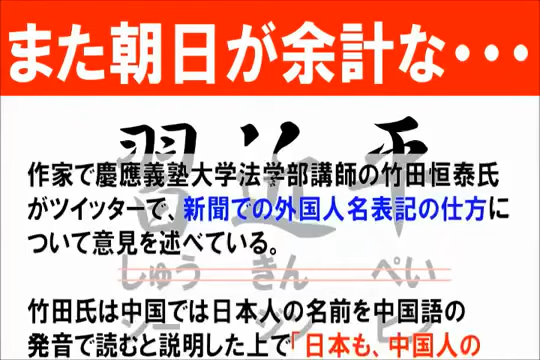 また朝日が余計な・・・
習近平
作家で慶應義塾大学法学部講師の竹田恒泰氏
がツイッターで、新聞での外国人名表記の仕方に
ついて意見を述べている。
しゅう きん ぺい
竹田氏は中国では日本人の名前を中国語の
発音で読むと説明した上で「日本も、中国人の